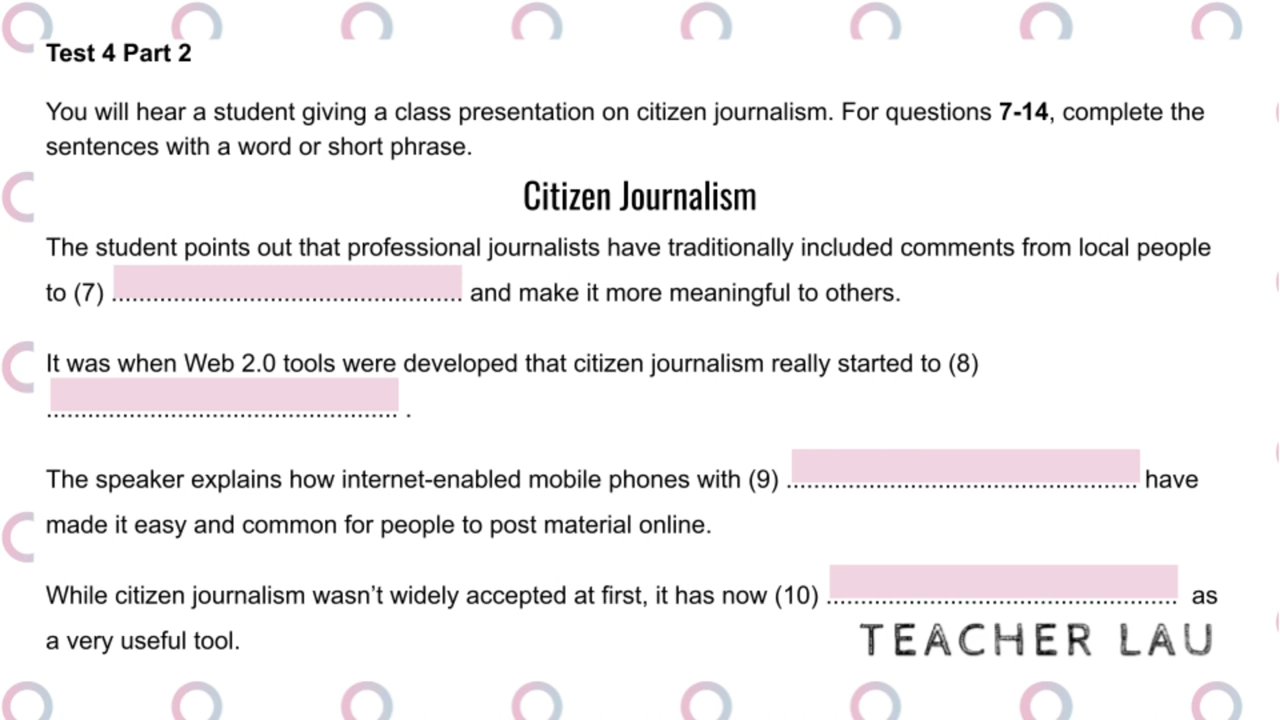 Test 4 Part 2
You will hear a student giving a class presentation on citizen journalism. For questions 7-14, complete the
sentences with a word or short phrase.
Citizen Journalism
The student points out that professional journalists have traditionally included comments from local people
to (7) ................................................... and make it more meaningful to others.
It was when Web 2.0 tools were developed that citizen journalism really started to (8)
................................................... .
The speaker explains how internet-enabled mobile phones with (9) ................................................... have
made it easy and common for people to post material online.
While citizen journalism wasn’t widely accepted at first, it has now (10) ................................................... as
a very useful tool.
TEACHER LAU